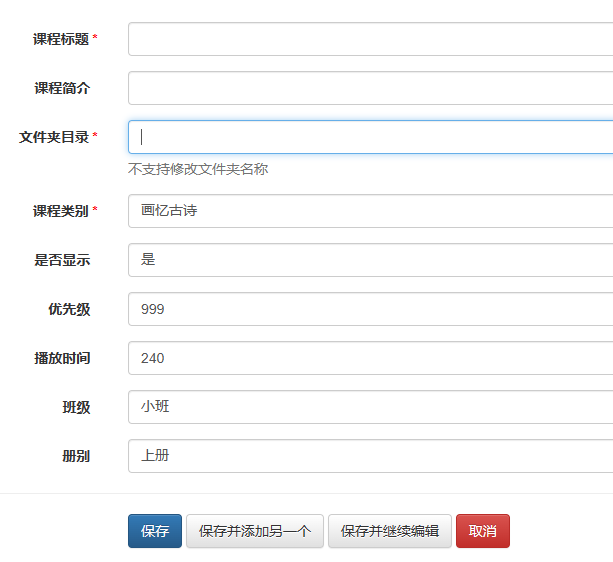 课程标题 *
课程简介
文件夹目录 *
不支持修改文件夹名称
课程类别 * 画忆古诗
是否显示 是
优先级 999
播放时间 240
班级 小班
册别 上册
保存 保存并添加另一个 保存并继续编辑 取消